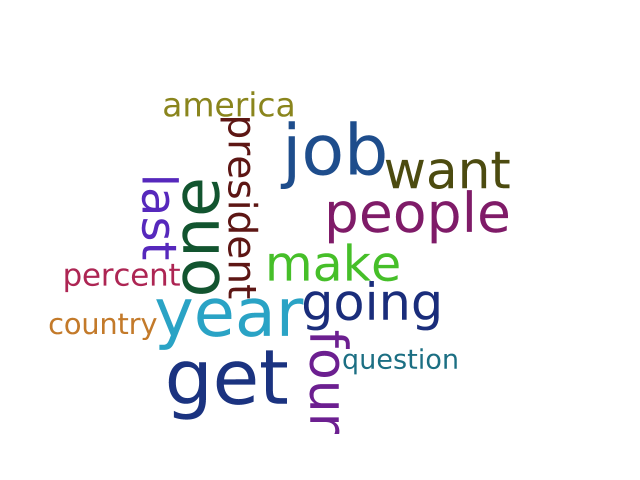 america
president
job
want
last
one
people
make
percent
year
going
country
four
question
get